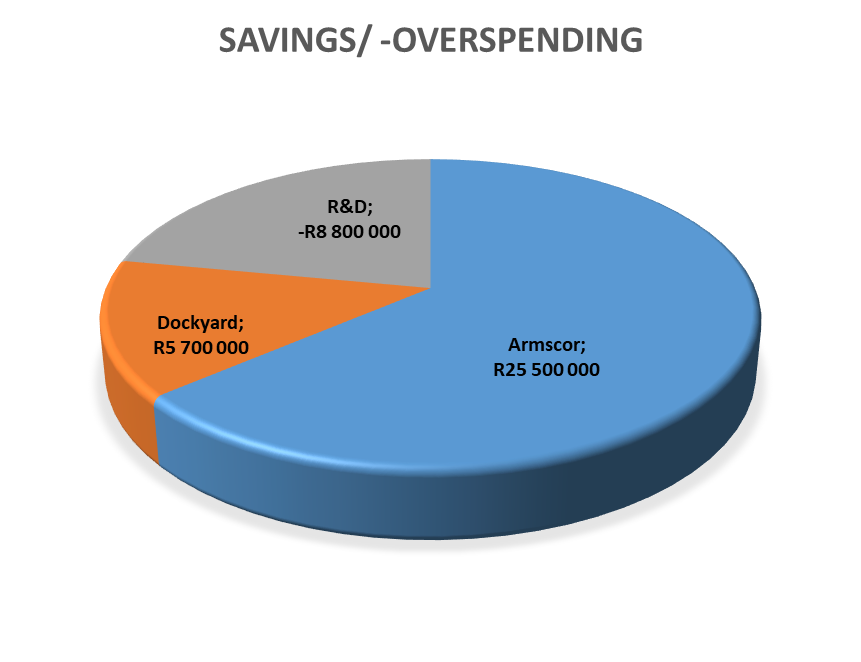 SAVINGS/ -OVERSPENDING
R&D;
-R8 800 000
Dockyard;
R5 700 000
Armscor;
R25 500 000